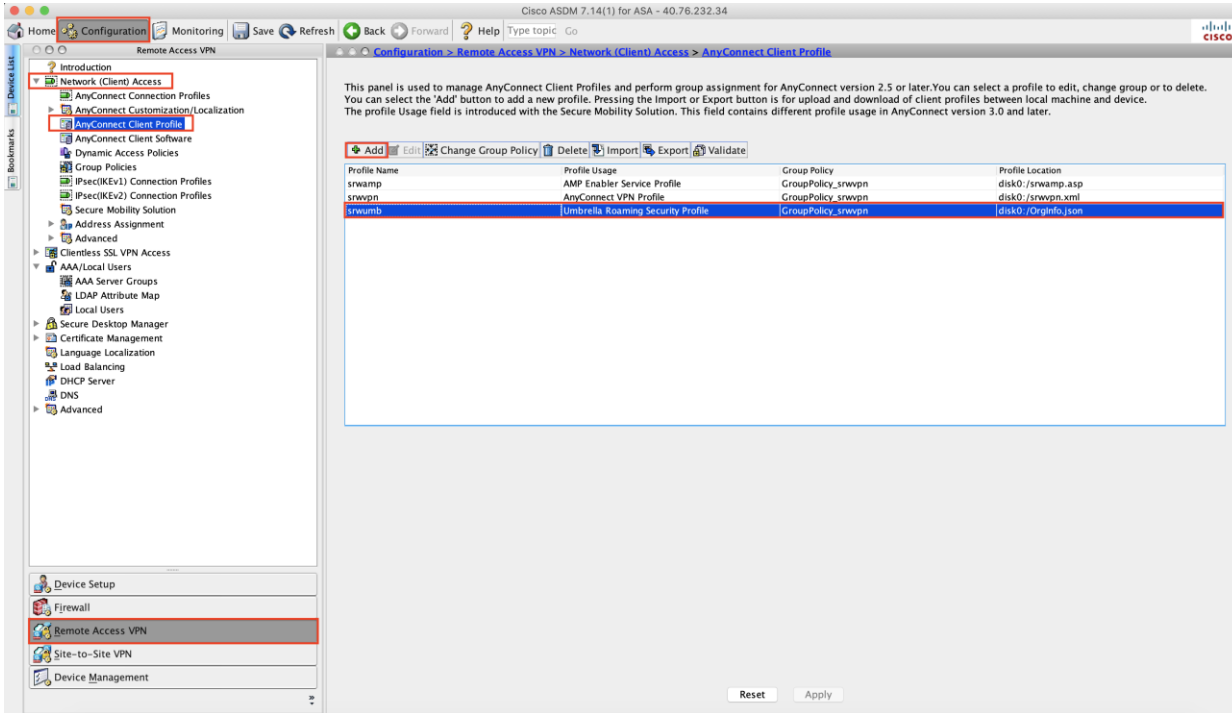 Cisco ASDM 7.14(1) for ASA - 40.76.232.34
Home Configuration Monitoring Save Refresh Back Forward Help Type topic Go
cisco
Device List
Bookmarks
Remote Access VPN
Introduction
Network (Client) Access
AnyConnect Connection Profiles
AnyConnect Customization/Localization
AnyConnect Client Profile
AnyConnect Client Software
Dynamic Access Policies
Group Policies
IPsec(IKEv1) Connection Profiles
IPsec(IKEv2) Connection Profiles
Secure Mobility Solution
Address Assignment
Advanced
Clientless SSL VPN Access
AAA/Local Users
AAA Server Groups
LDAP Attribute Map
Local Users
Secure Desktop Manager
Certificate Management
Language Localization
Load Balancing
DHCP Server
DNS
Advanced
Device Setup
Firewall
Remote Access VPN
Site-to-Site VPN
Device Management
Configuration > Remote Access VPN > Network (Client) Access > AnyConnect Client Profile
This panel is used to manage AnyConnect Client Profiles and perform group assignment for AnyConnect version 2.5 or later.You can select a profile to edit, change group or to delete.
You can select the 'Add' button to add a new profile. Pressing the Import or Export button is for upload and download of client profiles between local machine and device.
The profile Usage field is introduced with the Secure Mobility Solution. This field contains different profile usage in AnyConnect version 3.0 and later.
Add Edit Change Group Policy Delete Import Export Validate
Profile Name Profile Usage Group Policy Profile Location
srwamp AMP Enabler Service Profile GroupPolicy_srwvpn disk0:/srwamp.asp
srwvpn AnyConnect VPN Profile GroupPolicy_srwvpn disk0:/srwvpn.xml
srwumb Umbrella Roaming Security Profile GroupPolicy_srwvpn disk0:/OrgInfo.json
Reset Apply